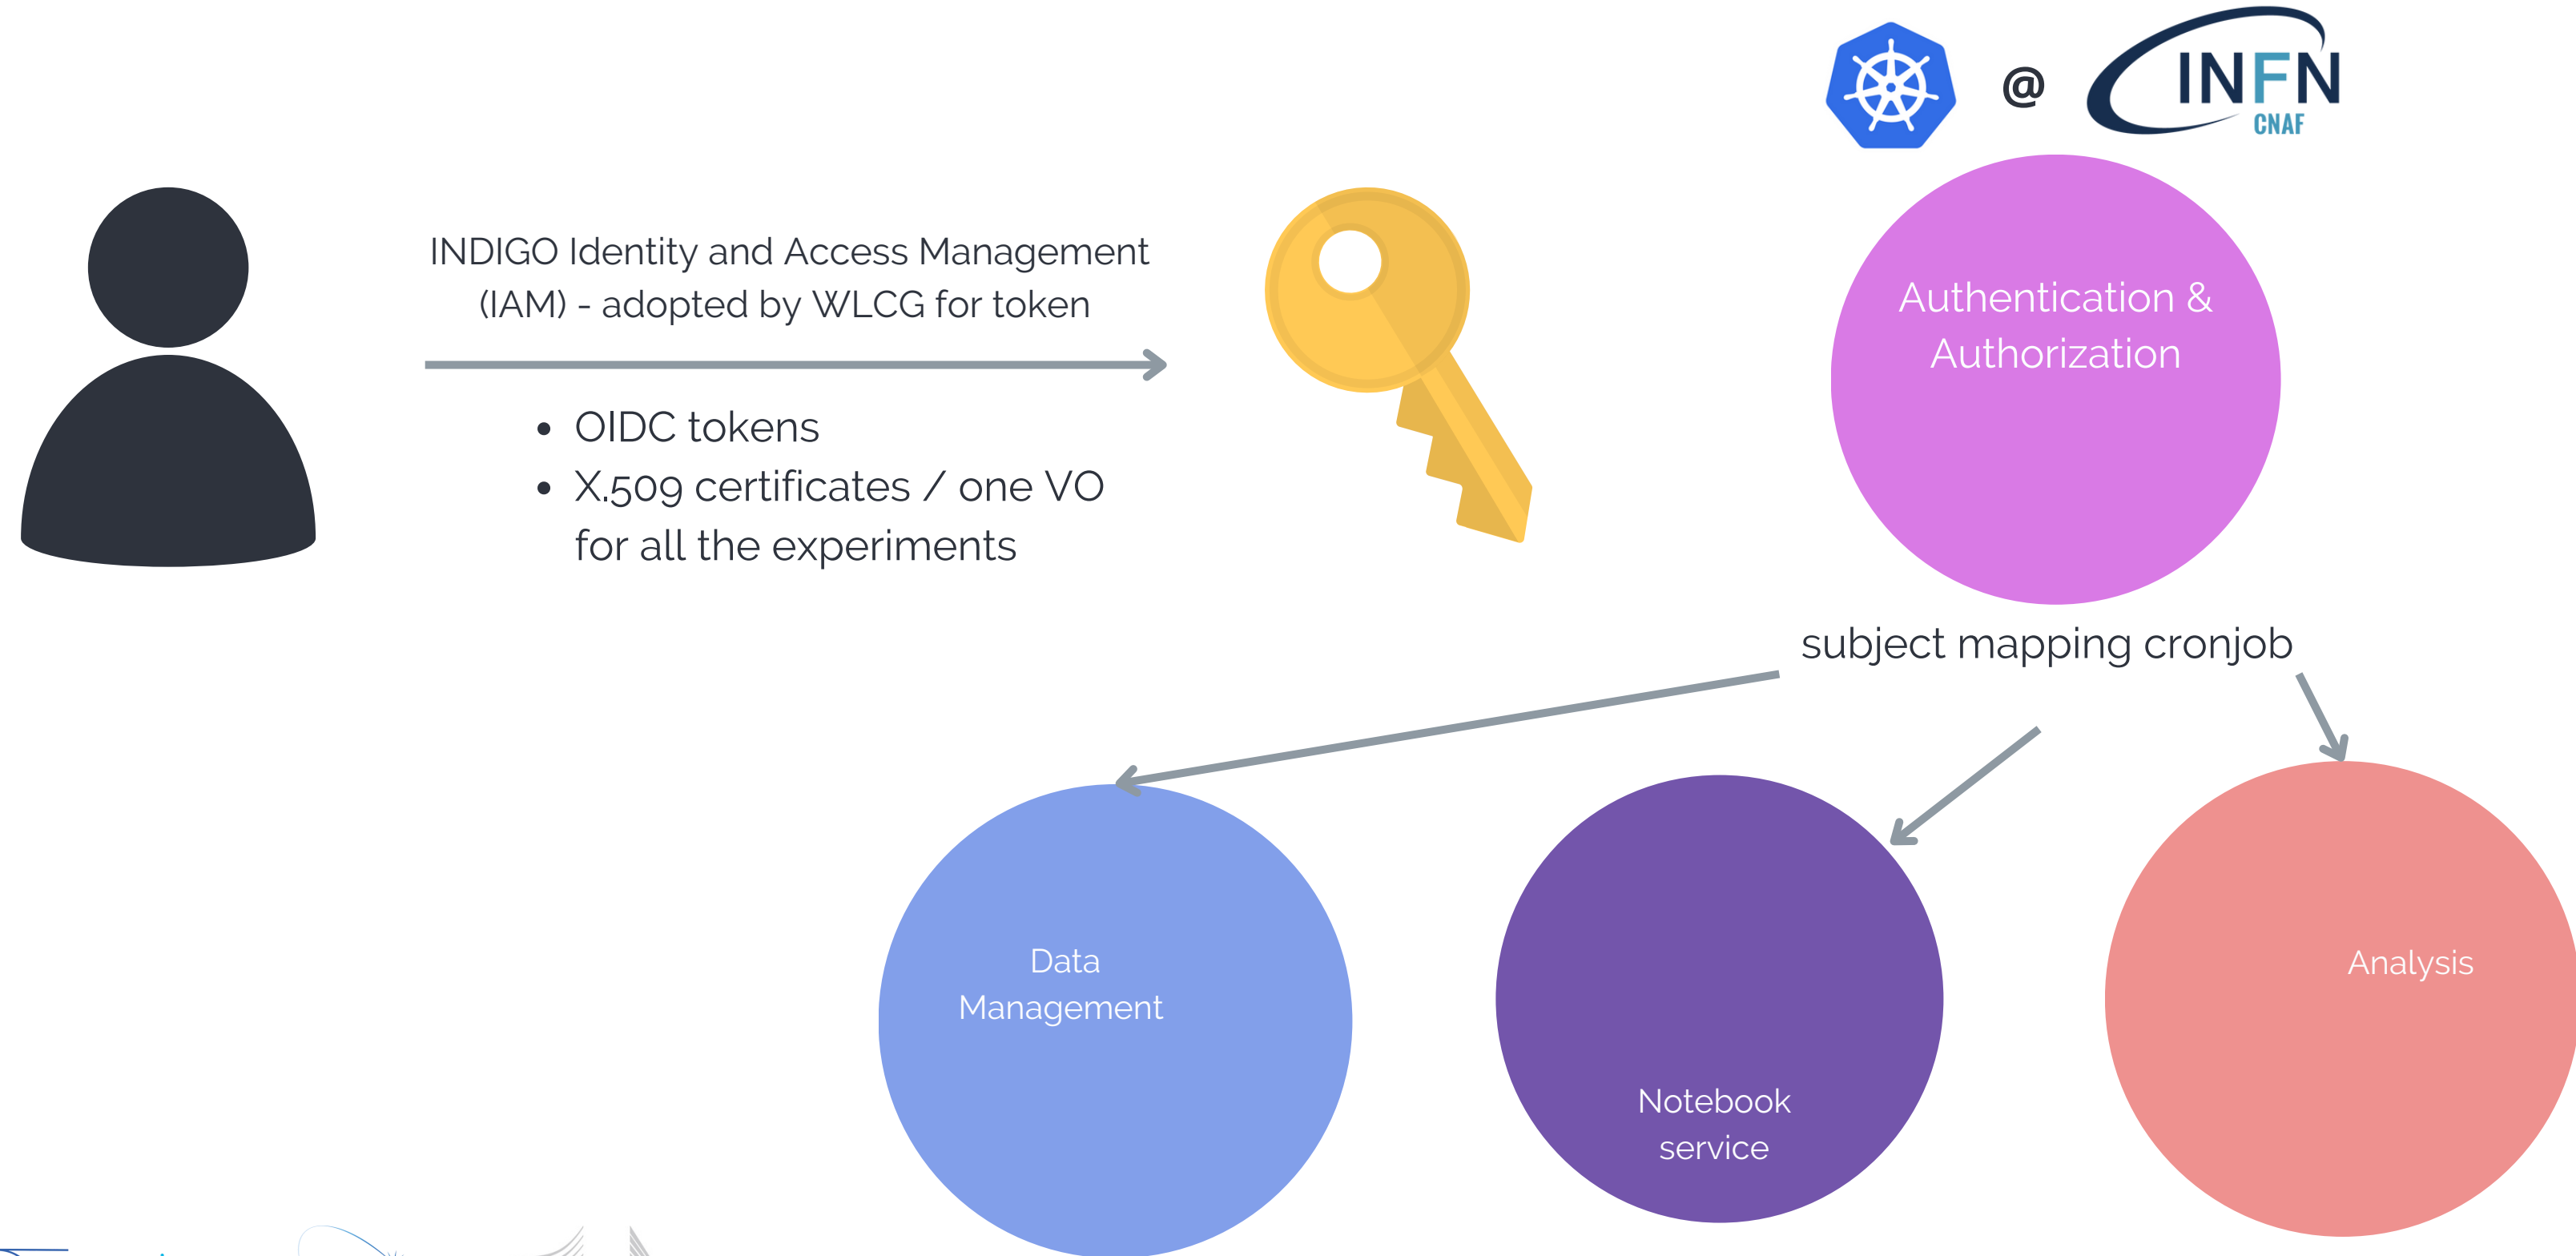 @
INFN
CNAF
INDIGO Identity and Access Management
(IAM) - adopted by WLCG for token
• OIDC tokens
• X.509 certificates / one VO
for all the experiments
Authentication &
Authorization
subject mapping cronjob
Data
Management
Notebook
service
Analysis